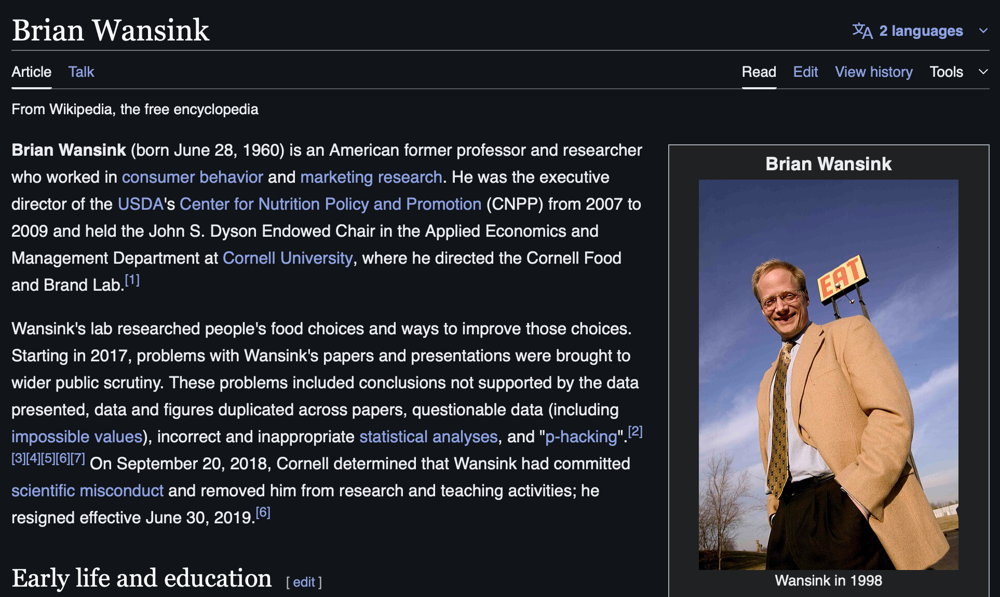 Brian Wansink
文A 2 languages
Article Talk
Read Edit View history Tools
From Wikipedia, the free encyclopedia
Brian Wansink (born June 28, 1960) is an American former professor and researcher
who worked in consumer behavior and marketing research. He was the executive
director of the USDA's Center for Nutrition Policy and Promotion (CNPP) from 2007 to
2009 and held the John S. Dyson Endowed Chair in the Applied Economics and
Management Department at Cornell University, where he directed the Cornell Food
and Brand Lab.[1]
Wansink's lab researched people's food choices and ways to improve those choices.
Starting in 2017, problems with Wansink's papers and presentations were brought to
wider public scrutiny. These problems included conclusions not supported by the data
presented, data and figures duplicated across papers, questionable data (including
impossible values), incorrect and inappropriate statistical analyses, and "p-hacking".[2]
[3][4][5][6][7] On September 20, 2018, Cornell determined that Wansink had committed
scientific misconduct and removed him from research and teaching activities; he
resigned effective June 30, 2019.[6]
Early life and education [ edit ]
Brian Wansink
EAT
Wansink in 1998